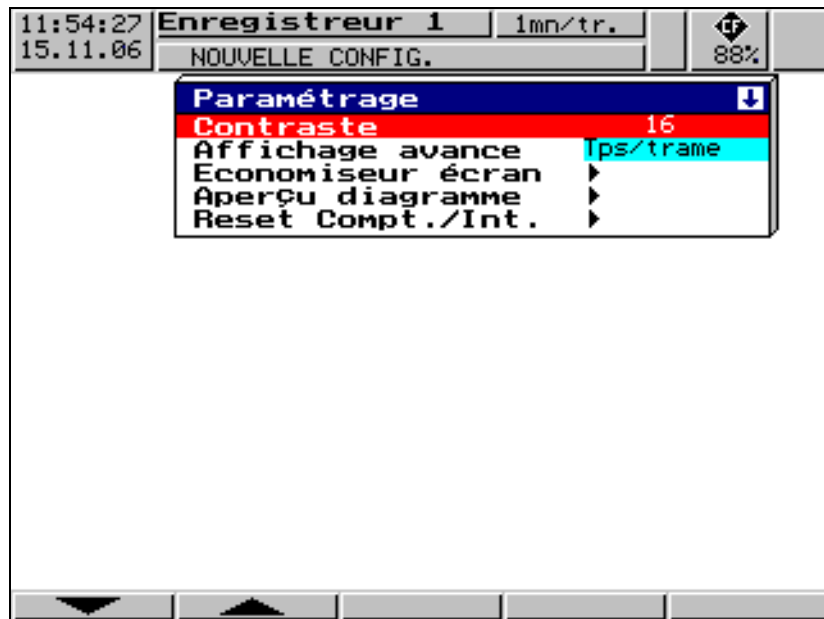 11:54:27 Enregistreur 1 1mn/tr. CF
15.11.06 NOUVELLE CONFIG. 88%
Paramétrage
Contraste 16
Affichage avance Tps/trame
Economiseur écran
Aperçu diagramme
Reset Compt./Int.